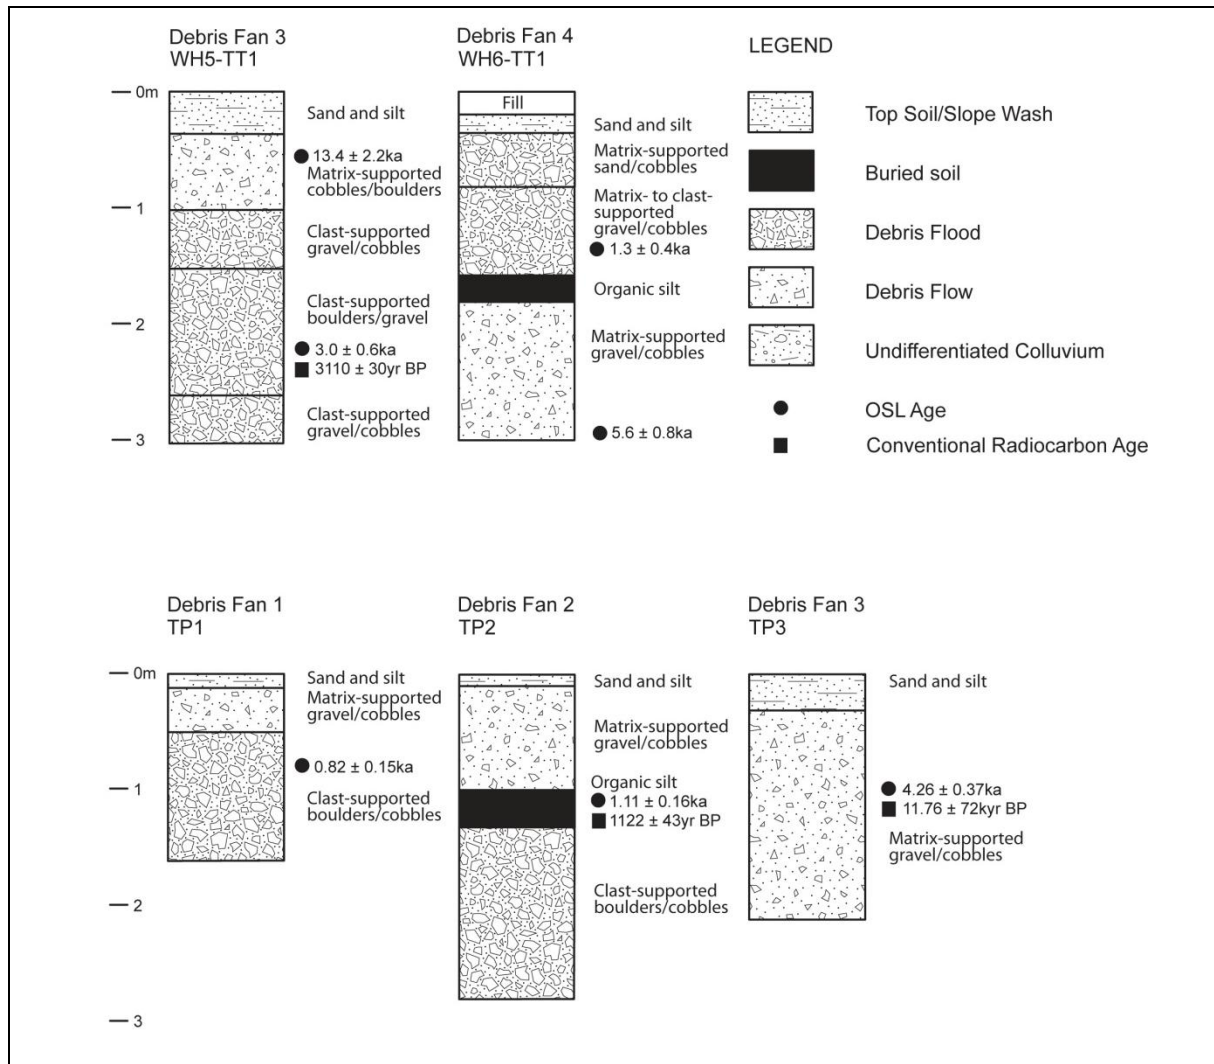 Debris Fan 3
WH5-TT1
0m
Sand and silt
13.4 ± 2.2ka
Matrix-supported
cobbles/boulders
1
Clast-supported
gravel/cobbles
Clast-supported
boulders/gravel
2
3.0 ± 0.6ka
3110 ± 30yr BP
Clast-supported
gravel/cobbles
3
Debris Fan 4
WH6-TT1
Fill
Sand and silt
Matrix-supported
sand/cobbles
Matrix- to clast-
supported
gravel/cobbles
1.3 ± 0.4ka
Organic silt
Matrix-supported
gravel/cobbles
5.6 ± 0.8ka
LEGEND
Top Soil/Slope Wash
Buried soil
Debris Flood
Debris Flow
Undifferentiated Colluvium
OSL Age
Conventional Radiocarbon Age
Debris Fan 1
TP1
0m
Sand and silt
Matrix-supported
gravel/cobbles
0.82 ± 0.15ka
1
Clast-supported
boulders/cobbles
2
3
Debris Fan 2
TP2
Sand and silt
Matrix-supported
gravel/cobbles
Organic silt
1.11 ± 0.16ka
1122 ± 43yr BP
Clast-supported
boulders/cobbles
Debris Fan 3
TP3
Sand and silt
4.26 ± 0.37ka
11.76 ± 72kyr BP
Matrix-supported
gravel/cobbles